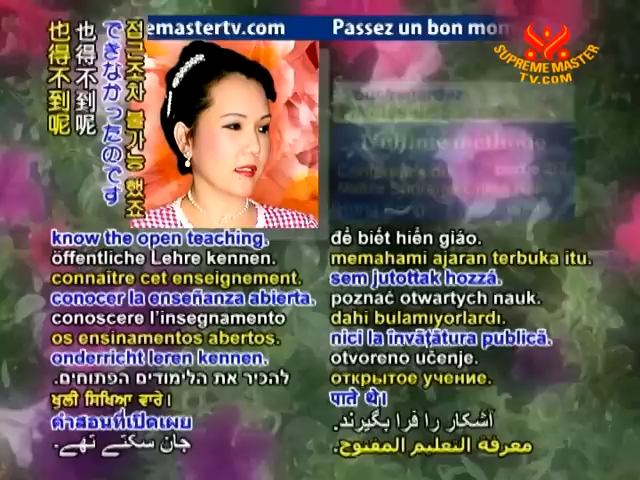 emastertv.com
Passez un bon mom
SUPREME MASTER
TV.COM
也得不到呢
也得不到呢
できなかったのです
접근조차 불가능 했죠
know the open teaching.
öffentliche Lehre kennen.
connaître cet enseignement.
conocer la enseñanza abierta.
conoscere l'insegnamento
os ensinamentos abertos.
onderricht leren kennen.
להכיר את הלימודים הפתוחים.
ਖੁਲੀ ਸਿਖਿਆ ਵਾਰੇ।
คำสอนที่เปิดเผย
جان سکتے تھے۔
để biết hiển giáo.
memahami ajaran terbuka itu.
sem jutottak hozzá.
poznać otwartych nauk.
dahi bulamıyorlardı.
nici la învăţătura publică.
otvoreno učenje.
открытое учение.
पाते थे।
آشکار را فرا بگیرند.
معرفة التعليم المفتوح.